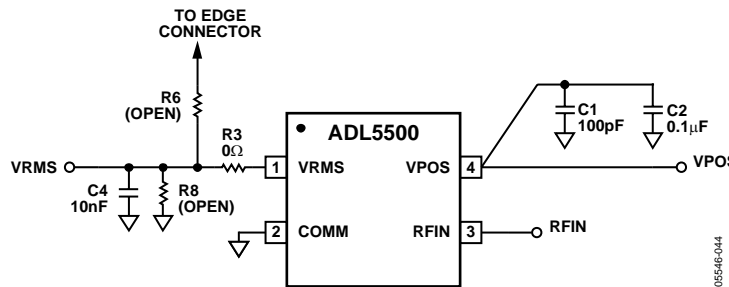 TO EDGE
CONNECTOR
R6
(OPEN)
R3
0Ω
ADL5500
C1
100pF
C2
0.1µF
VRMS
1
VRMS
VPOS
4
VPOS
C4
10nF
R8
(OPEN)
2
COMM
RFIN
3
RFIN
05546-044